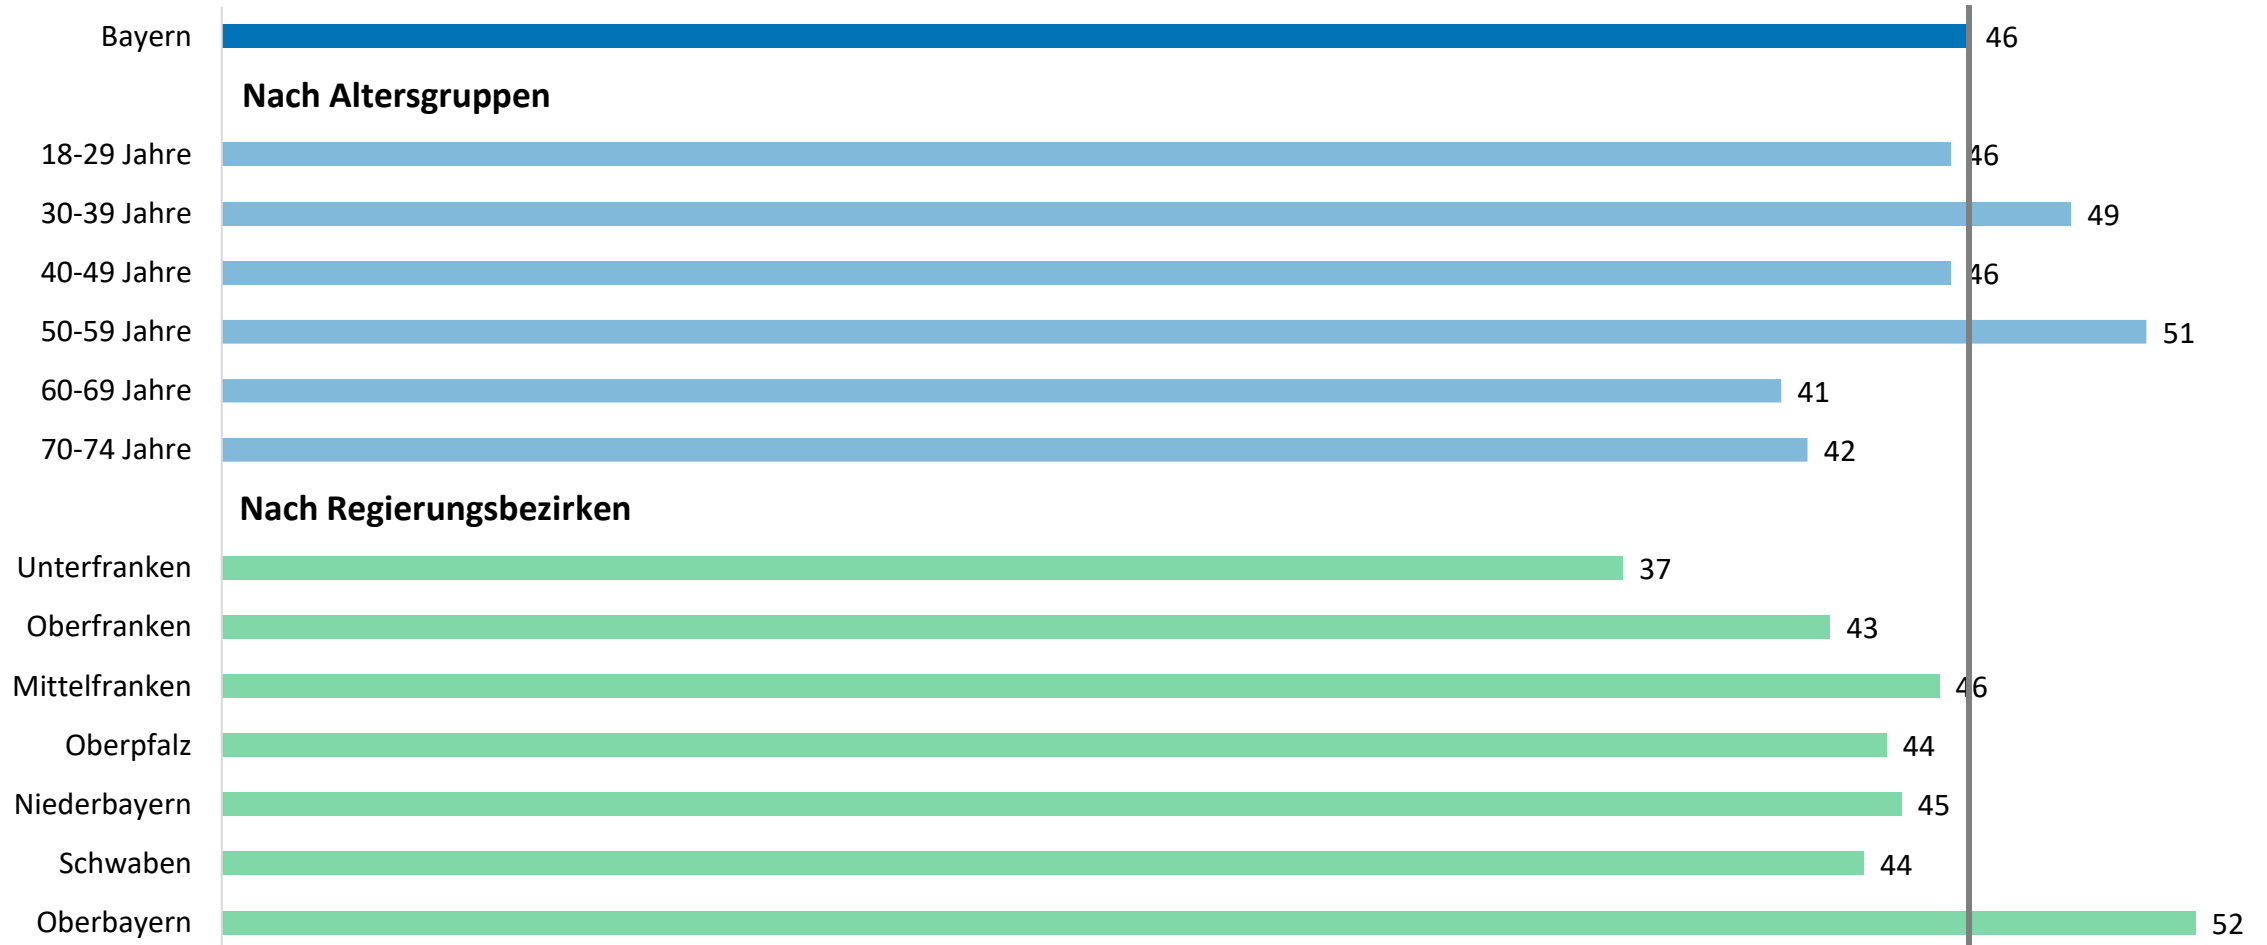 Bayern 46
Nach Altersgruppen
18-29 Jahre 46
30-39 Jahre 49
40-49 Jahre 46
50-59 Jahre 51
60-69 Jahre 41
70-74 Jahre 42
Nach Regierungsbezirken
Unterfranken 37
Oberfranken 43
Mittelfranken 46
Oberpfalz 44
Niederbayern 45
Schwaben 44
Oberbayern 52